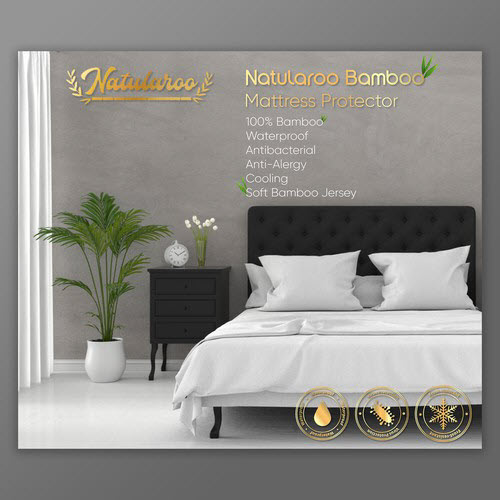 Natularoo
Natularoo Bamboo
Mattress Protector
100% Bamboo
Waterproof
Antibacterial
Anti-Alergy
Cooling
Soft Bamboo Jersey